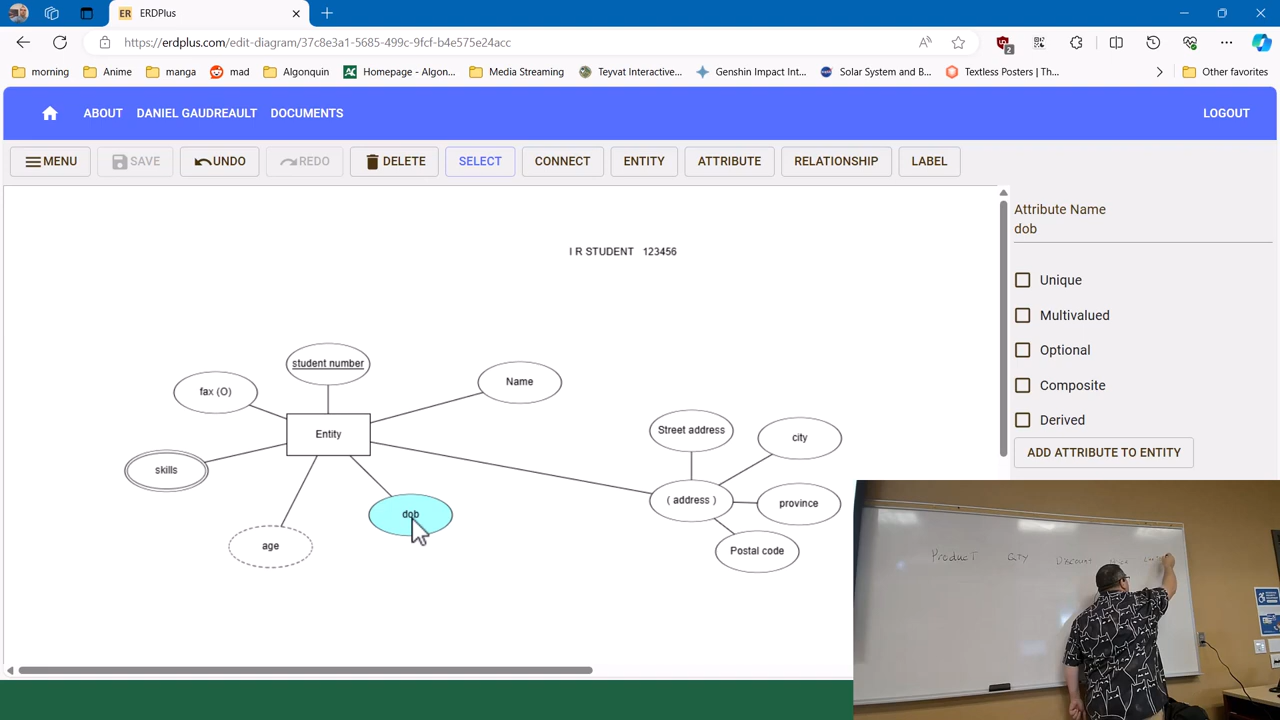 ERDPlus
https://erdplus.com/edit-diagram/37c8e3a1-5685-499c-9fcf-b4e575e24acc
2
morning Anime manga mad Algonquin Homepage - Algon... Media Streaming Teyvat Interactive... Genshin Impact Int... Solar System and B... Textless Posters | Th... Other favorites
ABOUT DANIEL GAUDREAULT DOCUMENTS LOGOUT
MENU SAVE UNDO REDO DELETE SELECT CONNECT ENTITY ATTRIBUTE RELATIONSHIP LABEL
Attribute Name
dob
Unique
Multivalued
Optional
Composite
Derived
ADD ATTRIBUTE TO ENTITY
I R STUDENT 123456
student number
fax (O)
Name
Entity
Street address
city
skills
( address )
province
dob
age
Postal code
Product Qty Discount